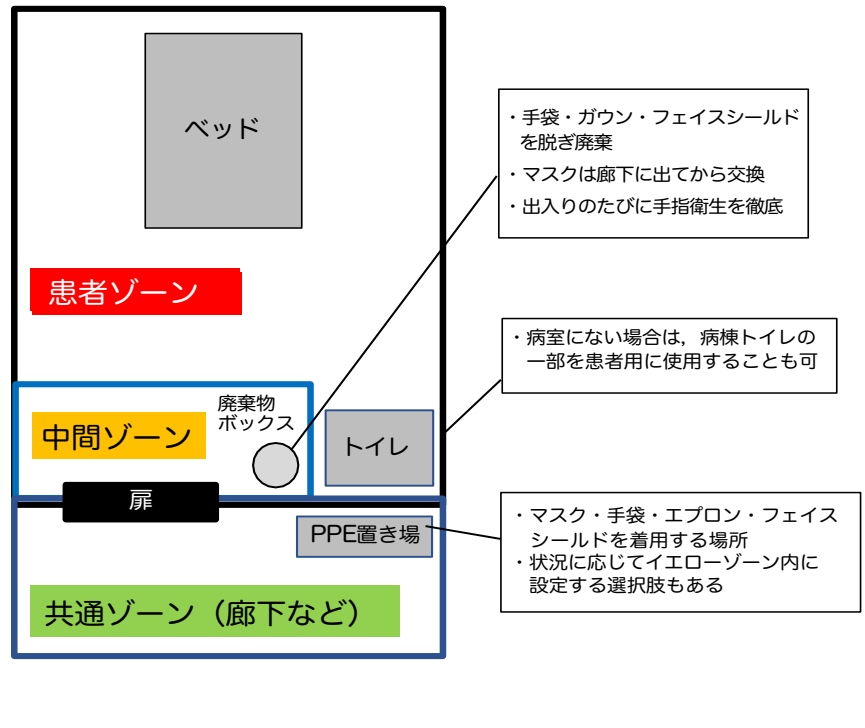 ベッド
・手袋・ガウン・フェイスシールド
を脱ぎ廃棄
・マスクは廊下に出てから交換
・出入りのたびに手指衛生を徹底
患者ゾーン
・病室にない場合は，病棟トイレの
一部を患者用に使用することも可
廃棄物
ボックス
中間ゾーン
トイレ
扉
PPE置き場
・マスク・手袋・エプロン・フェイス
シールドを着用する場所
・状況に応じてイエローゾーン内に
設定する選択肢もある
共通ゾーン（廊下など）